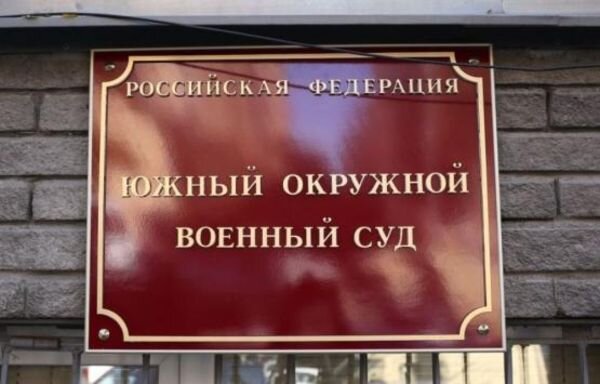 РОССИЙСКАЯ ФЕДЕРАЦИЯ
ЮЖНЫЙ ОКРУЖНОЙ
ВОЕННЫЙ СУД